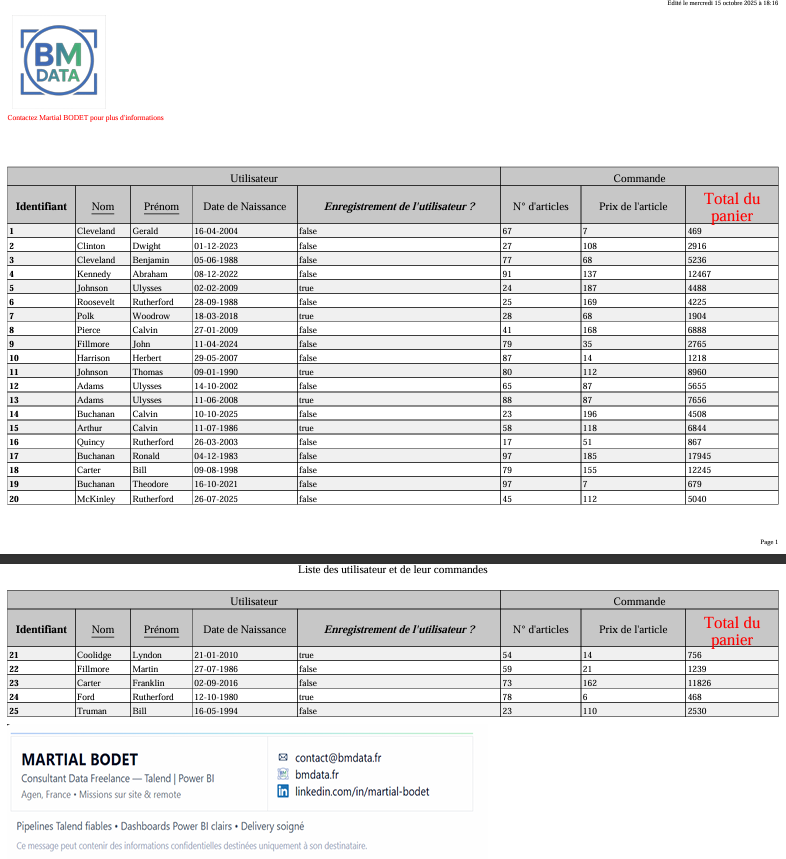 Edité le mercredi 15 octobre 2025 à 18:16
BM
DATA
Contactez Martial BODET pour plus d'informations
Utilisateur Commande
Identifiant Nom Prénom Date de Naissance Enregistrement de l'utilisateur ? N° d'articles Prix de l'article Total du panier
1 Cleveland Gerald 16-04-2004 false 67 7 469
2 Clinton Dwight 01-12-2023 false 27 108 2916
3 Cleveland Benjamin 05-06-1988 false 77 68 5236
4 Kennedy Abraham 08-12-2022 false 91 137 12467
5 Johnson Ulysses 02-02-2009 true 24 187 4488
6 Roosevelt Rutherford 28-09-1988 false 25 169 4225
7 Polk Woodrow 18-03-2018 true 28 68 1904
8 Pierce Calvin 27-01-2009 false 41 168 6888
9 Fillmore John 11-04-2024 false 79 35 2765
10 Harrison Herbert 29-05-2007 false 87 14 1218
11 Johnson Thomas 09-01-1990 true 80 112 8960
12 Adams Ulysses 14-10-2002 false 65 87 5655
13 Adams Ulysses 11-06-2008 true 88 87 7656
14 Buchanan Calvin 10-10-2025 false 23 196 4508
15 Arthur Calvin 11-07-1986 true 58 118 6844
16 Quincy Rutherford 26-03-2003 false 17 51 867
17 Buchanan Ronald 04-12-1983 false 97 185 17945
18 Carter Bill 09-08-1998 false 79 155 12245
19 Buchanan Theodore 16-10-2021 false 97 7 679
20 McKinley Rutherford 26-07-2025 false 45 112 5040
Page 1
Liste des utilisateur et de leur commandes
Utilisateur Commande
Identifiant Nom Prénom Date de Naissance Enregistrement de l'utilisateur ? N° d'articles Prix de l'article Total du panier
21 Coolidge Lyndon 21-01-2010 true 54 14 756
22 Fillmore Martin 27-07-1986 false 59 21 1239
23 Carter Franklin 02-09-2016 false 73 162 11826
24 Ford Rutherford 12-10-1980 true 78 6 468
25 Truman Bill 16-05-1994 false 23 110 2530
MARTIAL BODET
Consultant Data Freelance — Talend | Power BI
Agen, France • Missions sur site & remote
contact@bmdata.fr
bmdata.fr
linkedin.com/in/martial-bodet
Pipelines Talend fiables • Dashboards Power BI clairs • Delivery soigné
Ce message peut contenir des informations confidentielles destinées uniquement à son destinataire.